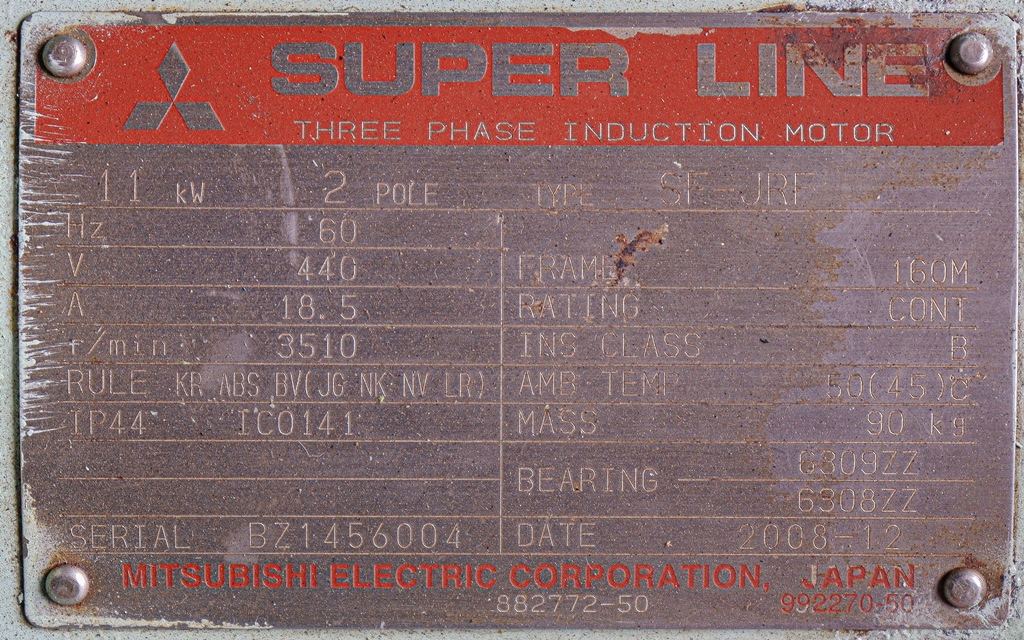 SUPER LINE
THREE PHASE INDUCTION MOTOR
11 kW 2 POLE TYPE SF-JRF
Hz 60
V 440 FRAME 160M
A 18.5 RATING CONT
r/min 3510 INS CLASS B
RULE KR ABS BV(JG NK NV LR) AMB TEMP 50(45)℃
IP44 IC0141 MASS 90 kg
BEARING 6309ZZ
6308ZZ
SERIAL BZ1456004 DATE 2008-12
MITSUBISHI ELECTRIC CORPORATION, JAPAN
882772-50 992270-50